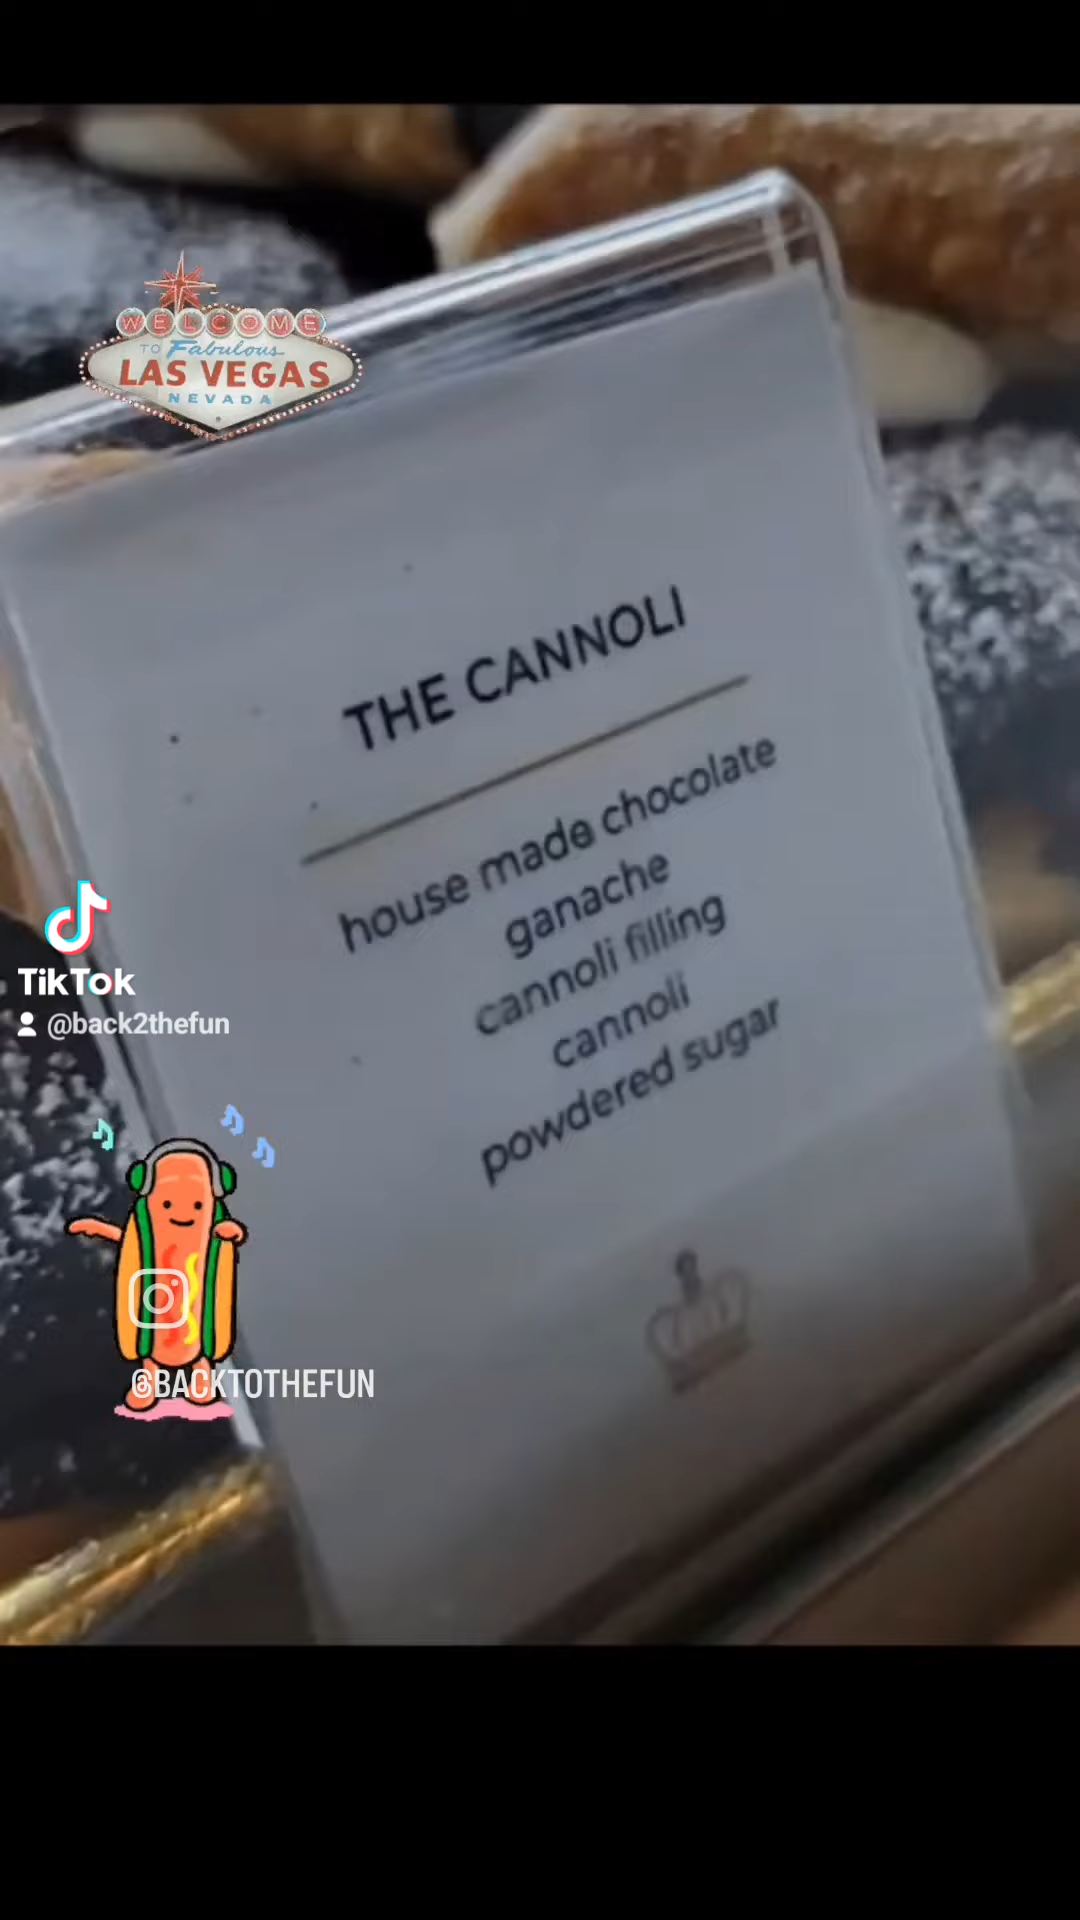 WELCOME
TO Fabulous
LAS VEGAS
NEVADA
THE CANNOLI
house made chocolate
ganache
cannoli filling
cannoli
powdered sugar
TikTok
@back2thefun
@BACKTOTHEFUN